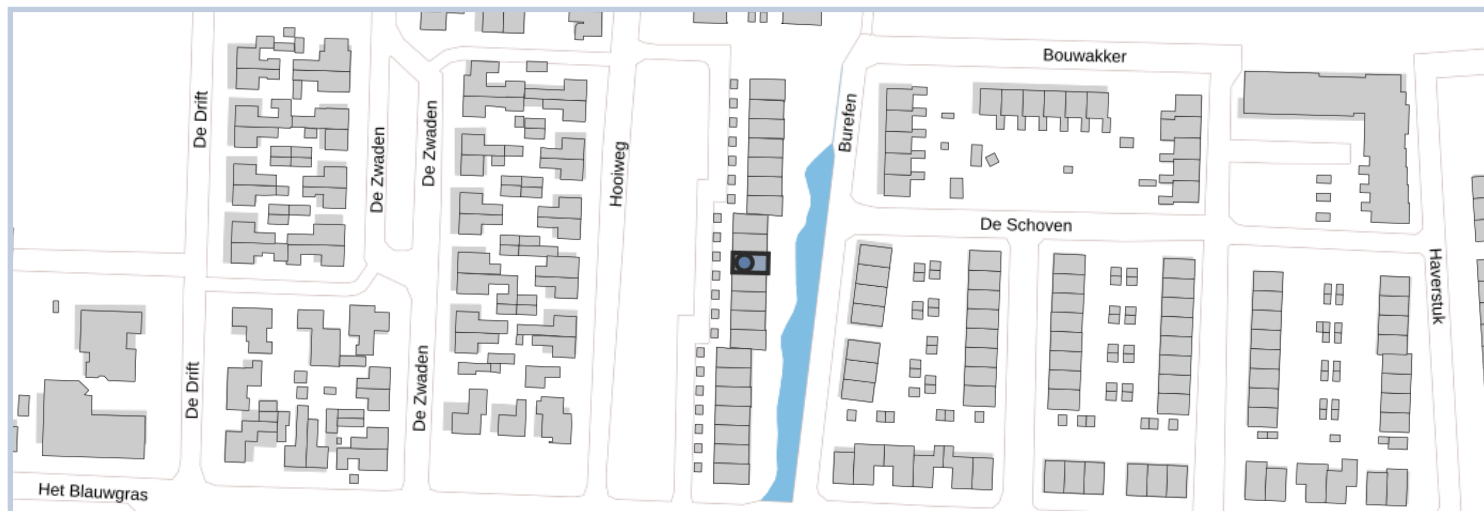 Bouwakker
De Drift
De Zwaden
De Zwaden
Hooiweg
Burefen
De Schoven
Haverstuk
De Drift
De Zwaden
Het Blauwgras